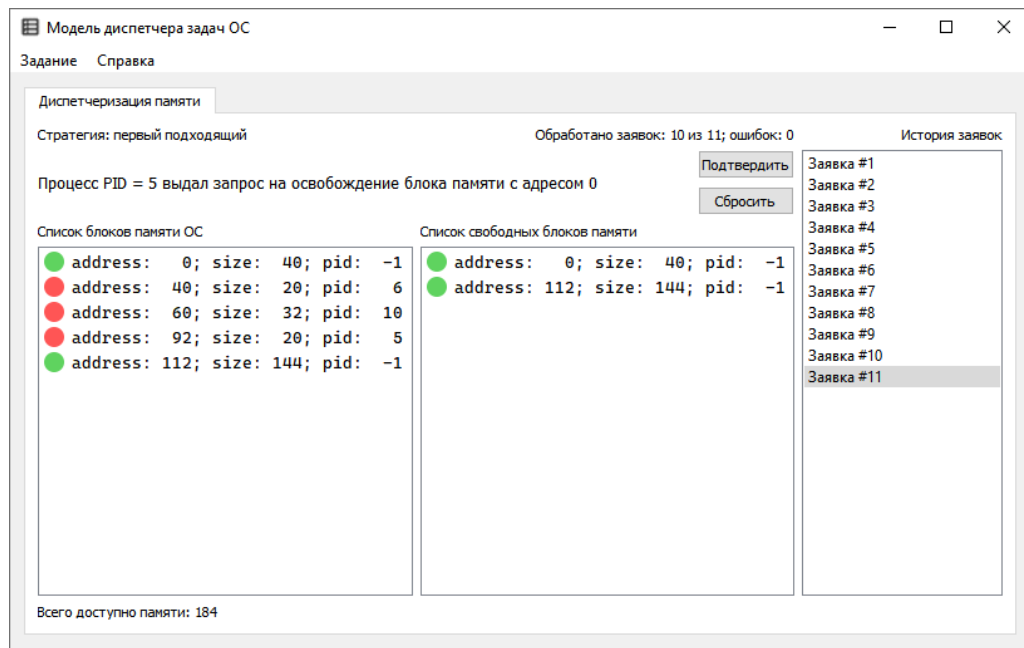 Модель диспетчера задач ОС
Задание Справка
Диспетчеризация памяти
Стратегия: первый подходящий Обработано заявок: 10 из 11; ошибок: 0 История заявок
Процесс PID = 5 выдал запрос на освобождение блока памяти с адресом 0
Подтвердить
Сбросить
Список блоков памяти ОС
address: 0; size: 40; pid: -1
address: 40; size: 20; pid: 6
address: 60; size: 32; pid: 10
address: 92; size: 20; pid: 5
address: 112; size: 144; pid: -1
Список свободных блоков памяти
address: 0; size: 40; pid: -1
address: 112; size: 144; pid: -1
Заявка #1
Заявка #2
Заявка #3
Заявка #4
Заявка #5
Заявка #6
Заявка #7
Заявка #8
Заявка #9
Заявка #10
Заявка #11
Всего доступно памяти: 184